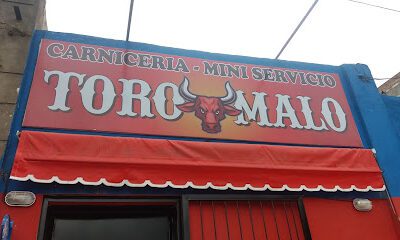 CARNICERIA - MINI SERVICIO
TORO MALO